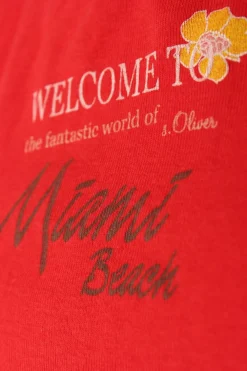 WELCOME TO
the fantastic world of s.Oliver
Miami
Beach